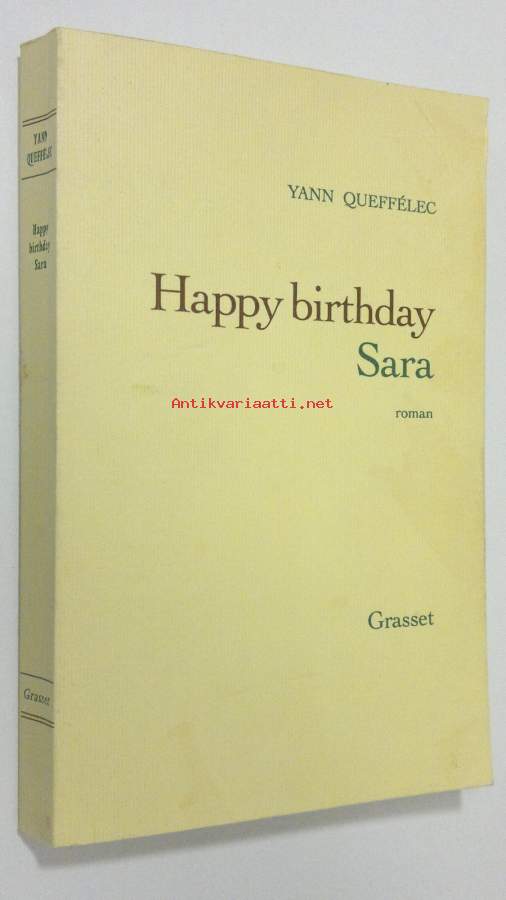 YANN
QUEFFÉLEC
Happy
birthday
Sara
Grasset
YANN QUEFFÉLEC
Happy birthday
Sara
Antikvariaatti.net
roman
Grasset